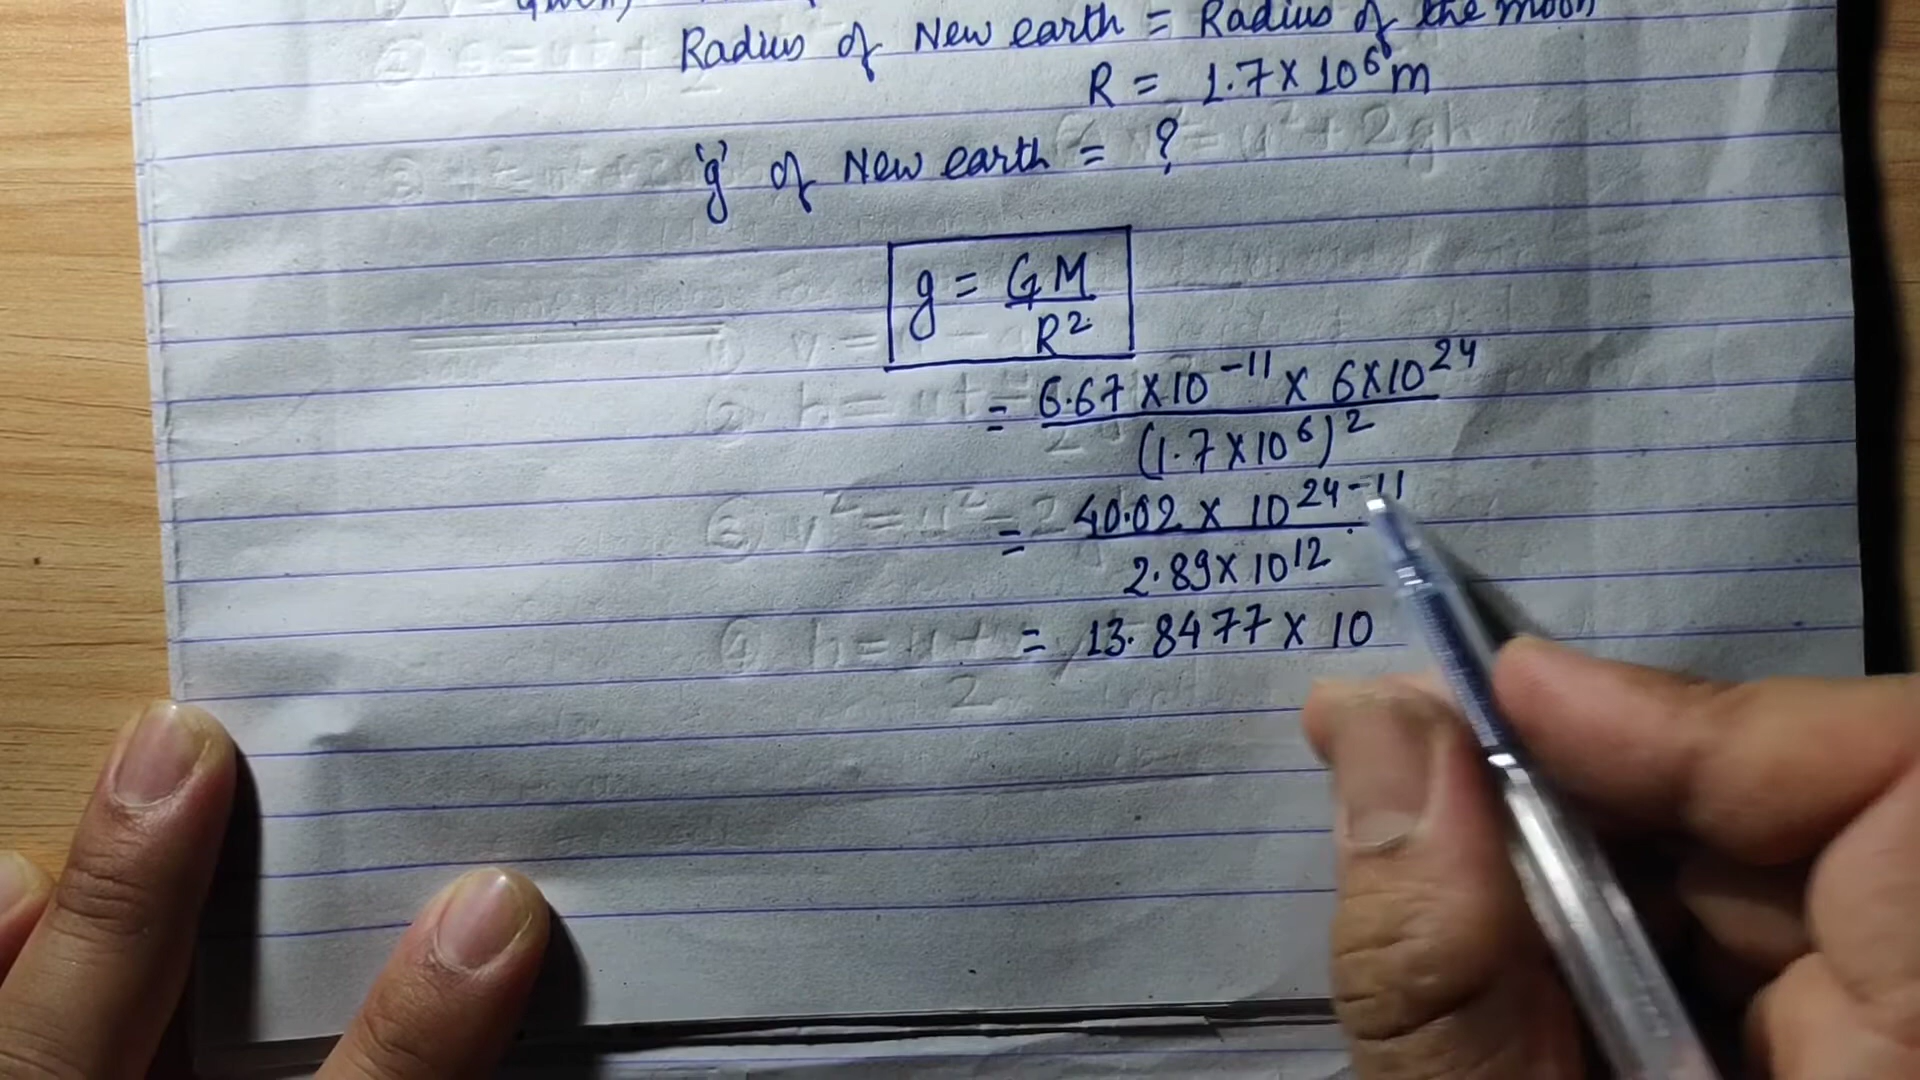 Radius of New earth = Radius of the moon
R = 1.7 × 10⁶ m
'g' of New earth = ?
g = GM / R²
= 6.67 × 10⁻¹¹ × 6 × 10²⁴ / (1.7 × 10⁶)²
= 40.02 × 10²⁴⁻¹¹ / 2.89 × 10¹²
= 13.8477 × 10